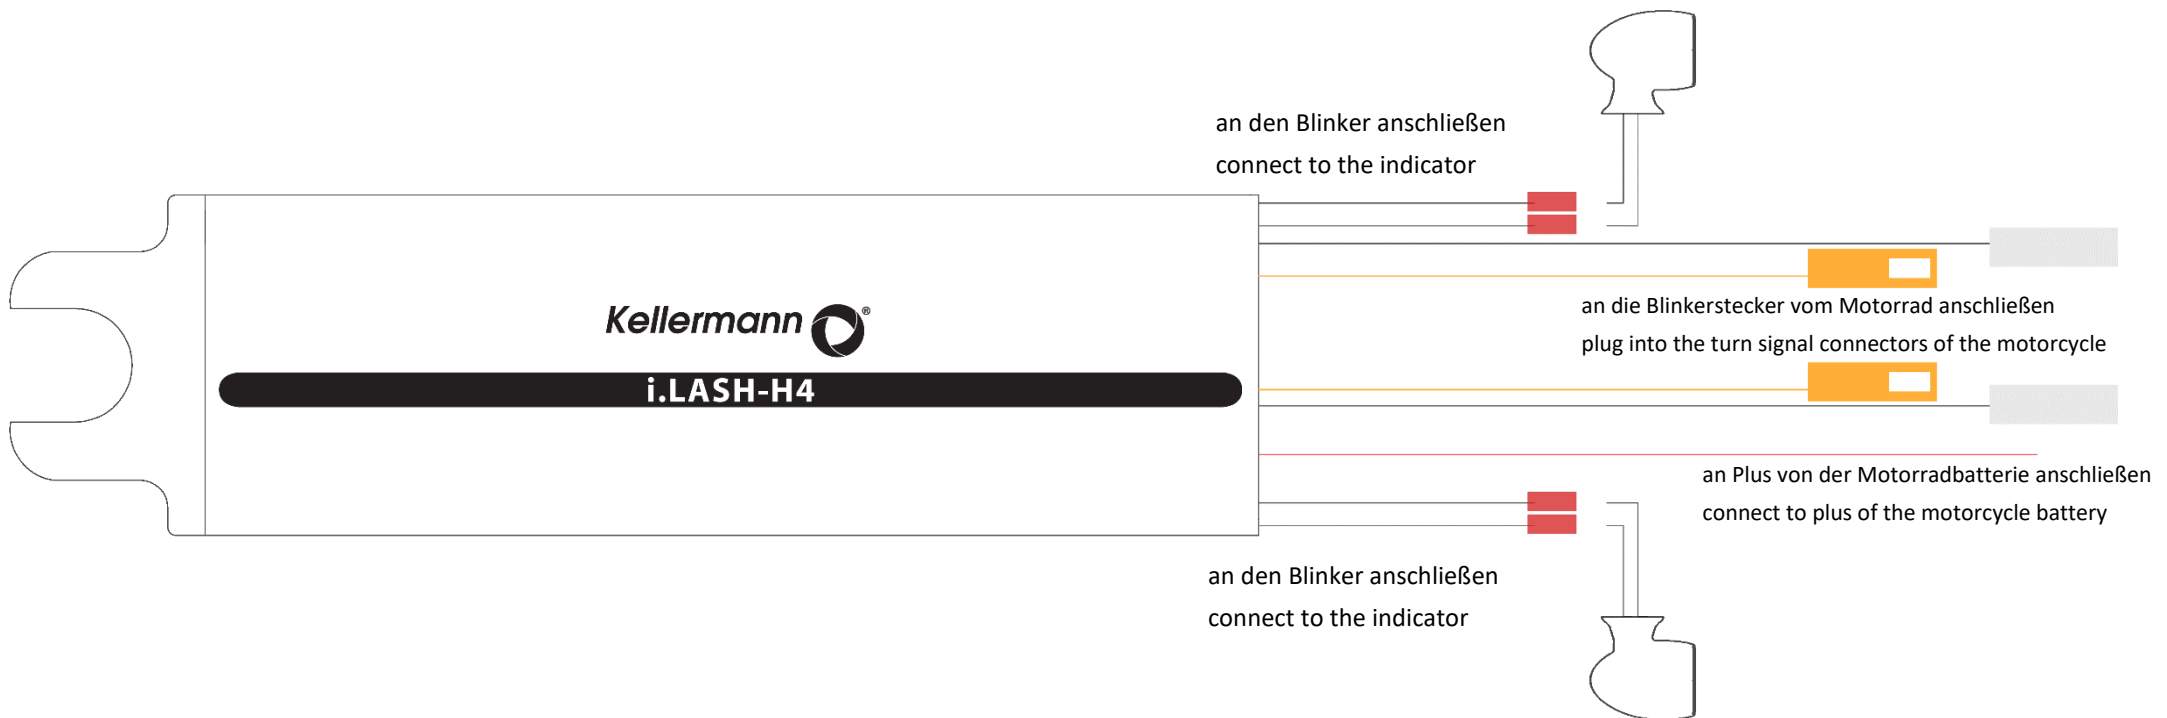 an den Blinker anschließen
connect to the indicator
Kellermann®
an die Blinkerstecker vom Motorrad anschließen
plug into the turn signal connectors of the motorcycle
i.LASH-H4
an Plus von der Motorradbatterie anschließen
connect to plus of the motorcycle battery
an den Blinker anschließen
connect to the indicator